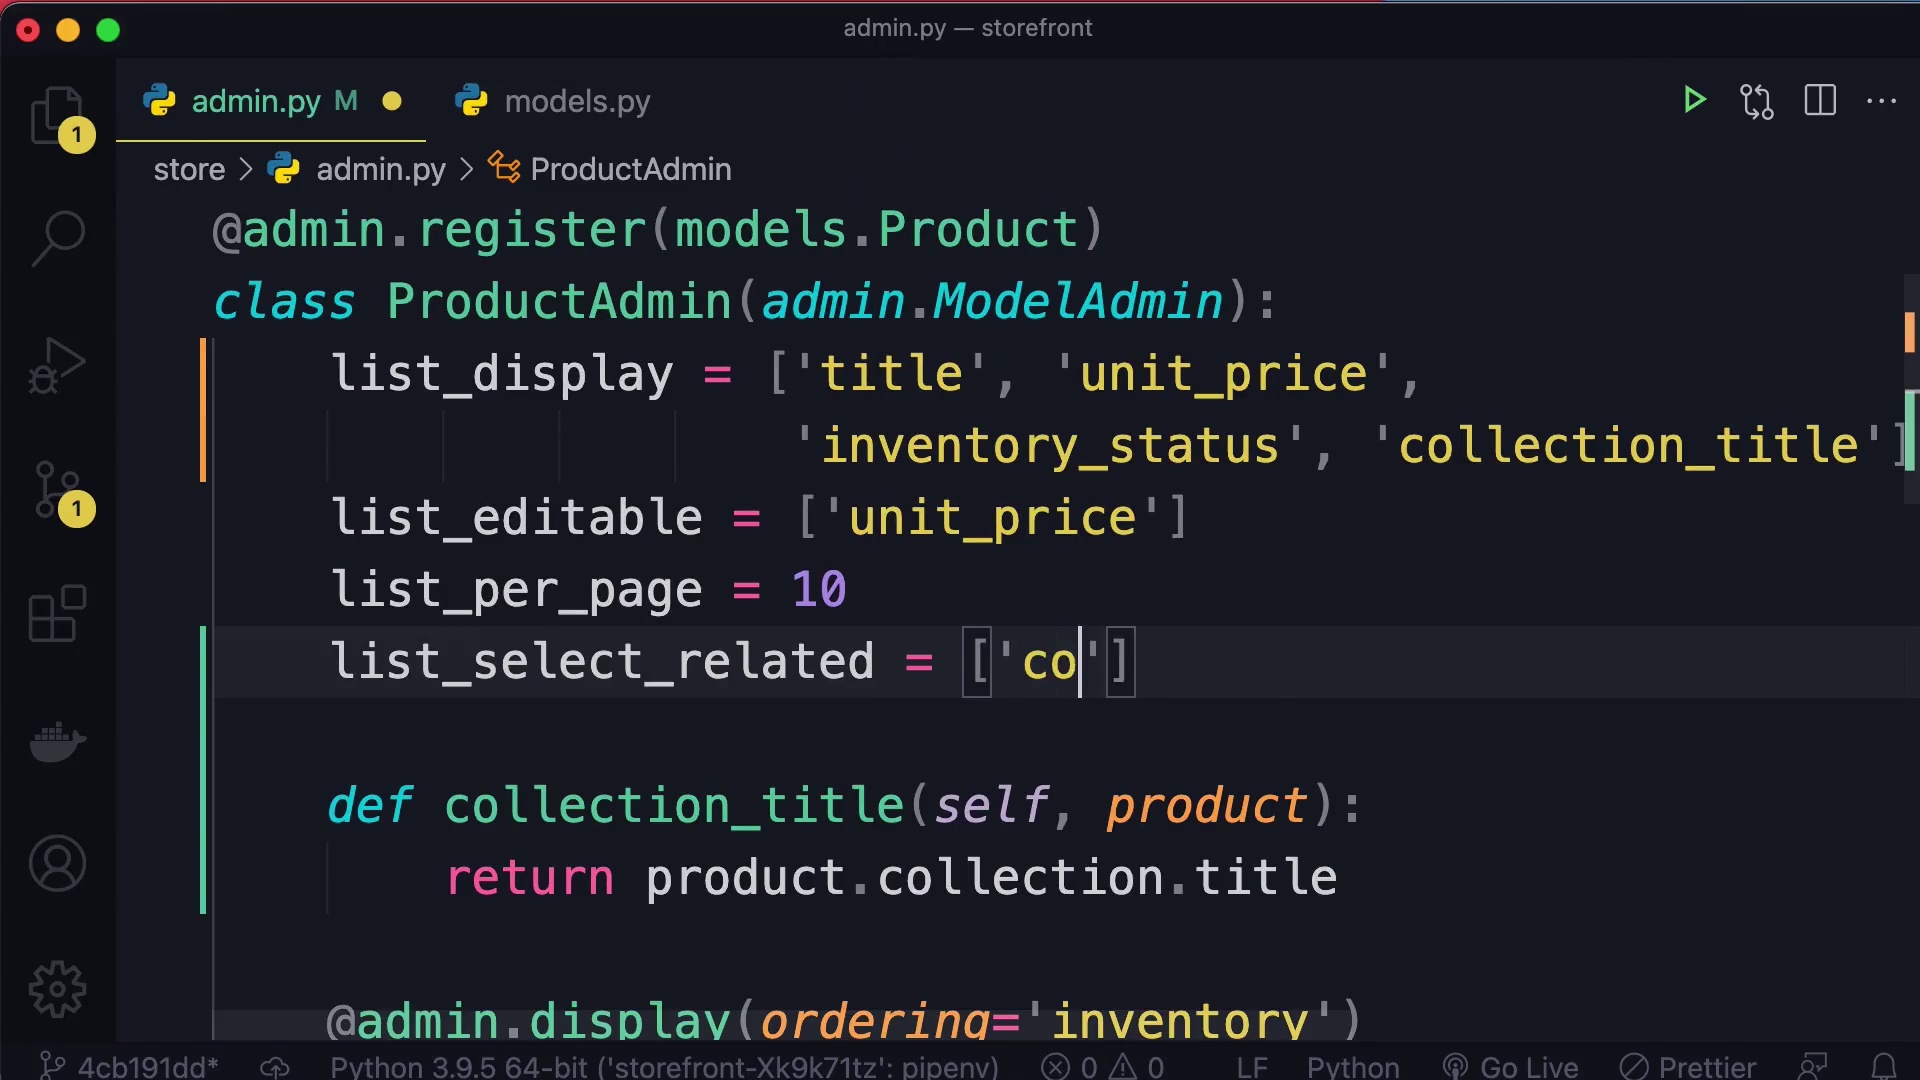 admin.py — storefront
admin.py M
models.py
1
store > admin.py > ProductAdmin
@admin.register(models.Product)
class ProductAdmin(admin.ModelAdmin):
list_display = ['title', 'unit_price',
'inventory_status', 'collection_title']
list_editable = ['unit_price']
list_per_page = 10
list_select_related = ['co']
1
def collection_title(self, product):
return product.collection.title
@admin.display(ordering='inventory')
4cb191dd* Python 3.9.5 64-bit ('storefront-Xk9k71tz': pipenv) 0 0 LF Python Go Live Prettier